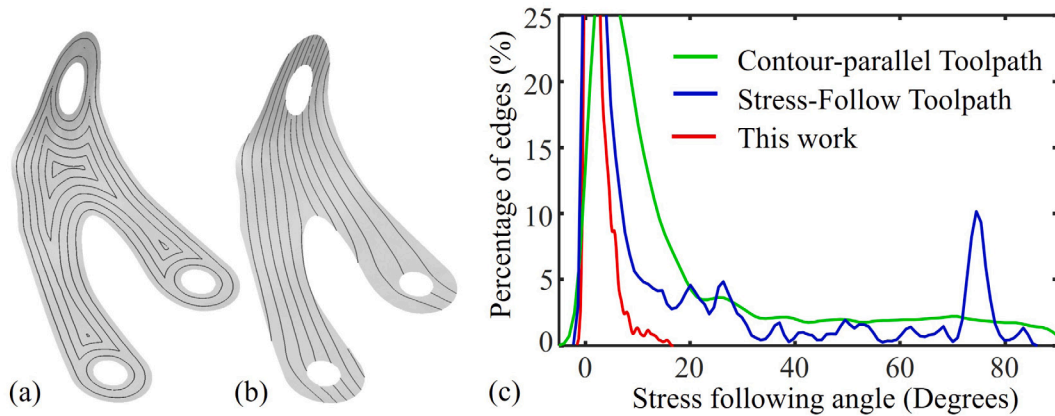 (a)
(b)
(c)
Percentage of edges (%)
25
20
15
10
5
0
Contour-parallel Toolpath
Stress-Follow Toolpath
This work
0 20 40 60 80
Stress following angle (Degrees)